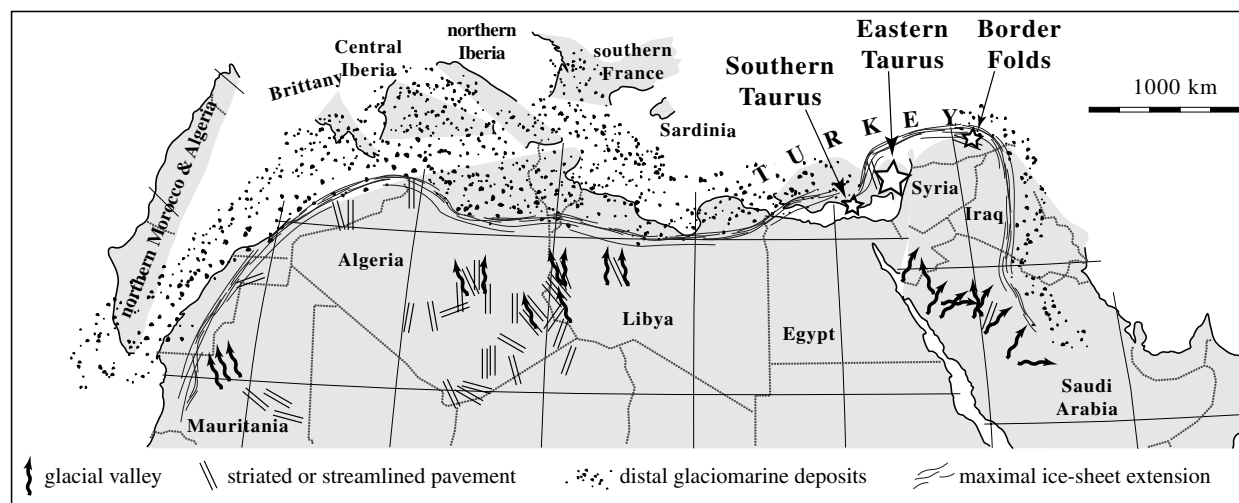 northern
Iberia
Central
Iberia
Brittany
southern
France
Sardinia
northern Morocco & Algeria
Southern
Taurus
Eastern
Taurus
Border
Folds
1000 km
TURKEY
Syria
Iraq
Algeria
Libya
Egypt
Saudi
Arabia
Mauritania
glacial valley
striated or streamlined pavement
distal glaciomarine deposits
maximal ice-sheet extension